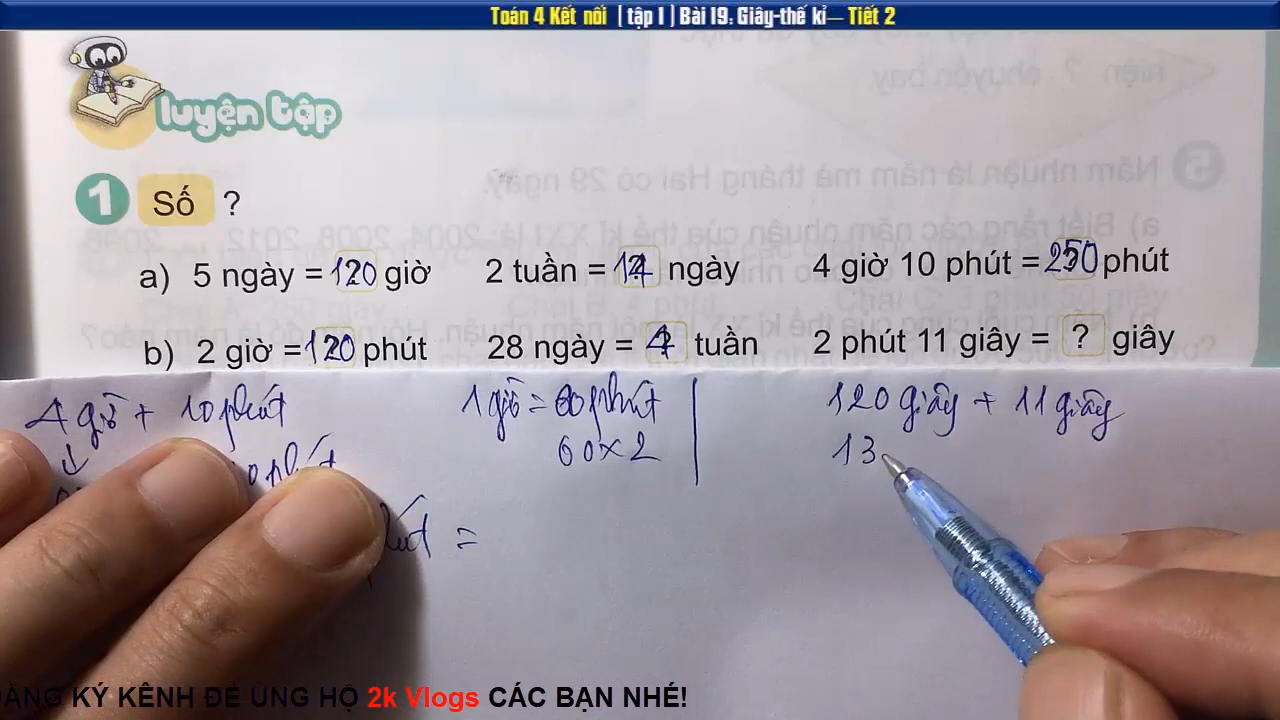 Toán 4 Kết nối [ tập 1 ] Bài 19: Giây-thế kỉ– Tiết 2
luyện tập
1 Số ?
a) 5 ngày = 120 giờ 2 tuần = 14 ngày 4 giờ 10 phút = 250 phút
b) 2 giờ = 120 phút 28 ngày = 4 tuần 2 phút 11 giây = ? giây
4 giờ + 10 phút 1 giờ = 60 phút 120 giây + 11 giây
60 x 2 13
=
KÝ KÊNH ĐỂ ỦNG HỘ 2k Vlogs CÁC BẠN NHÉ!